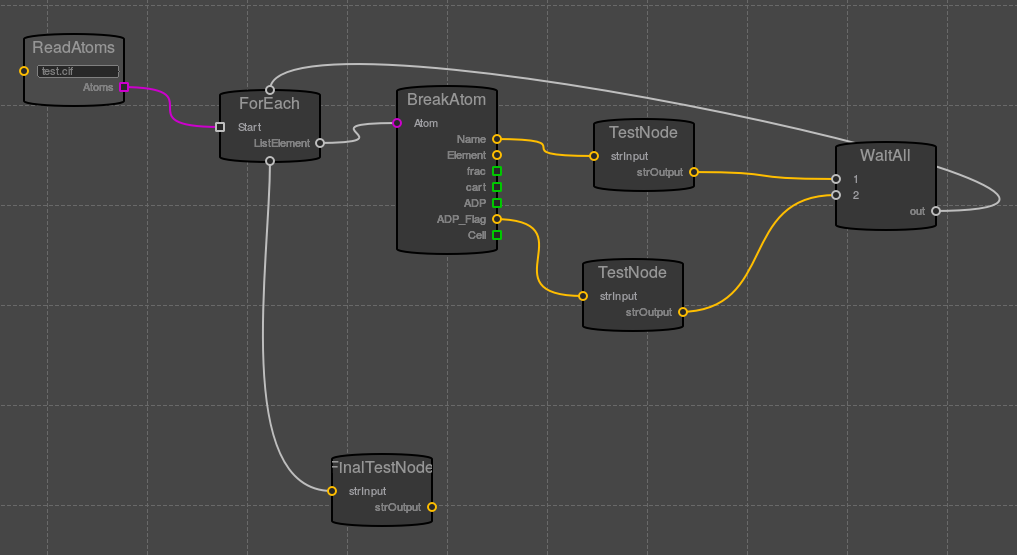 ReadAtoms
test.cif
Atoms
ForEach
Start
ListElement
BreakAtom
Atom
Name
Element
frac
cart
ADP
ADP_Flag
Cell
TestNode
strInput
strOutput
TestNode
strInput
strOutput
WaitAll
1
2
out
FinalTestNode
strInput
strOutput